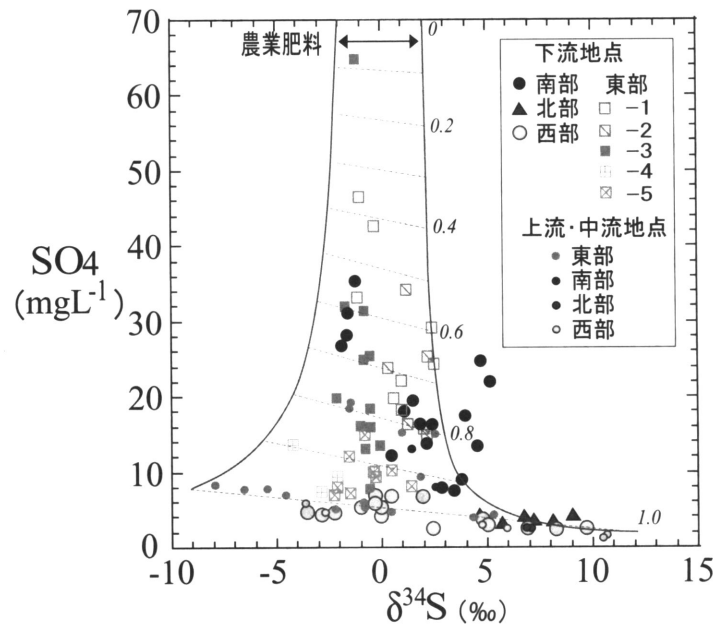 農業肥料
0
0.2
0.4
0.6
0.8
1.0
70
60
50
40
30
20
10
0
SO4
(mgL-1)
-10
-5
0
5
10
15
δ34S (‰)
下流地点
南部 東部
北部 -1
西部 -2
-3
-4
-5
上流・中流地点
東部
南部
北部
西部